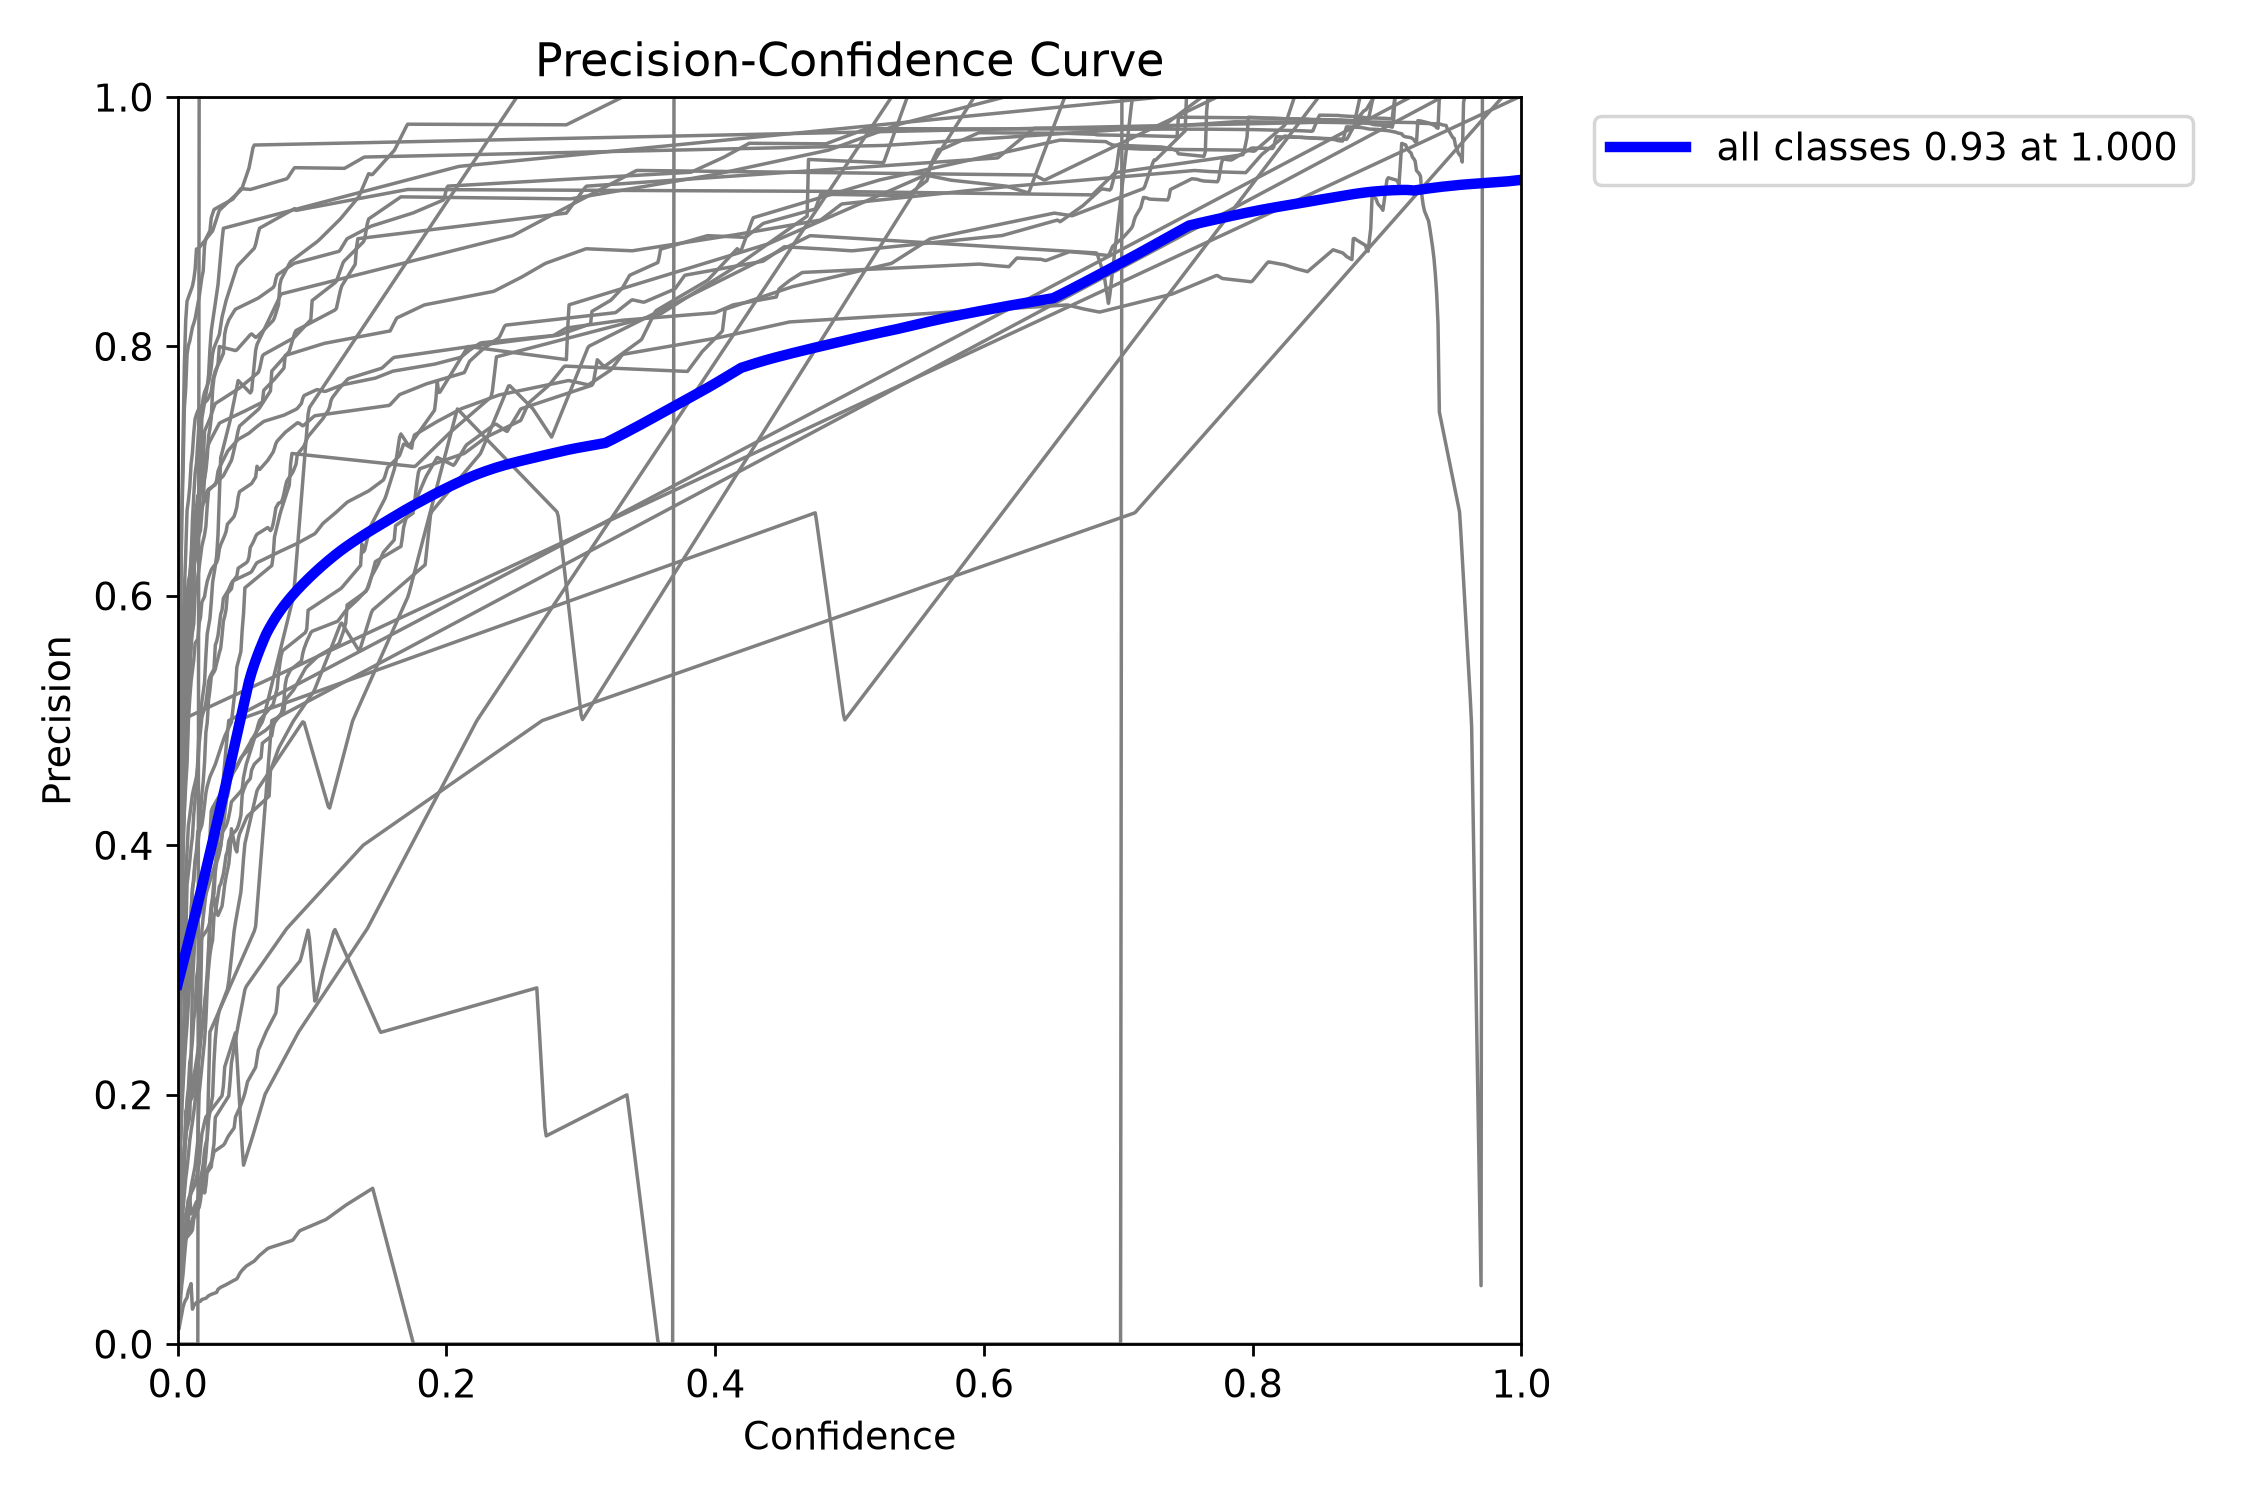 Precision-Confidence Curve
all classes 0.93 at 1.000
1.0
0.8
0.6
0.4
0.2
0.0
Precision
0.0 0.2 0.4 0.6 0.8 1.0
Confidence